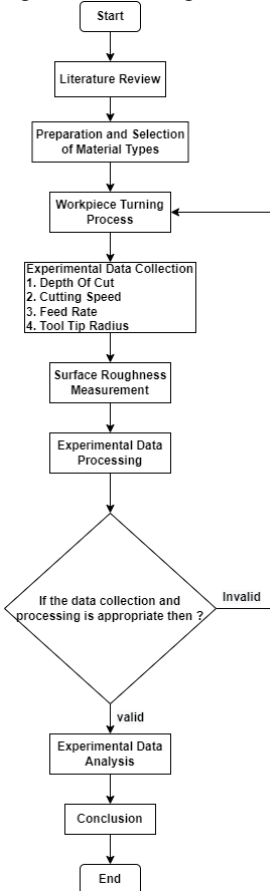 Start
Literature Review
Preparation and Selection
of Material Types
Workpiece Turning
Process
Experimental Data Collection
1. Depth Of Cut
2. Cutting Speed
3. Feed Rate
4. Tool Tip Radius
Surface Roughness
Measurement
Experimental Data
Processing
If the data collection and
processing is appropriate then ?
Invalid
valid
Experimental Data
Analysis
Conclusion
End